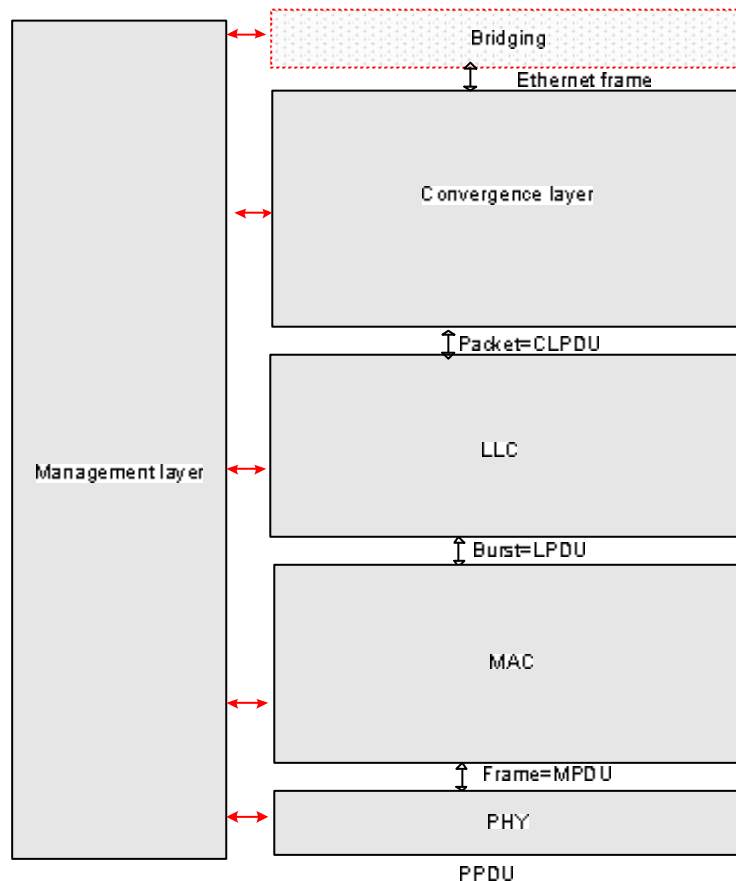 Bridging
Ethernet frame
Convergence layer
Packet=CLPDU
LLC
Management layer
Burst=LPDU
MAC
Frame=MPDU
PHY
PPDU